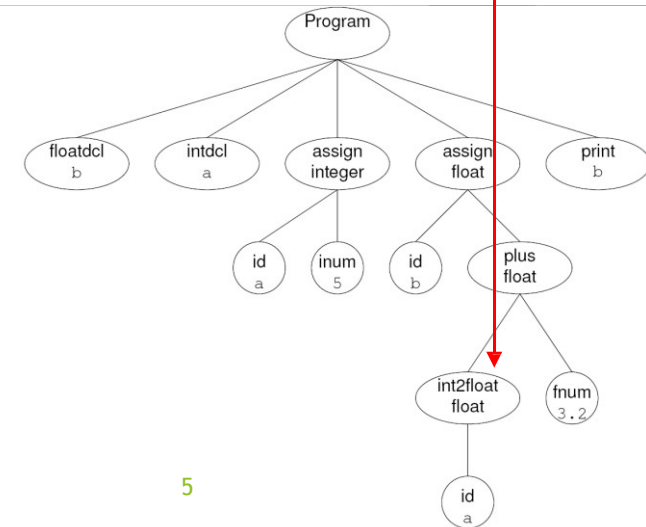 Program
floatdcl
b
intdcl
a
assign
integer
assign
float
print
b
id
a
inum
5
id
b
plus
float
int2float
float
fnum
3.2
id
a
5